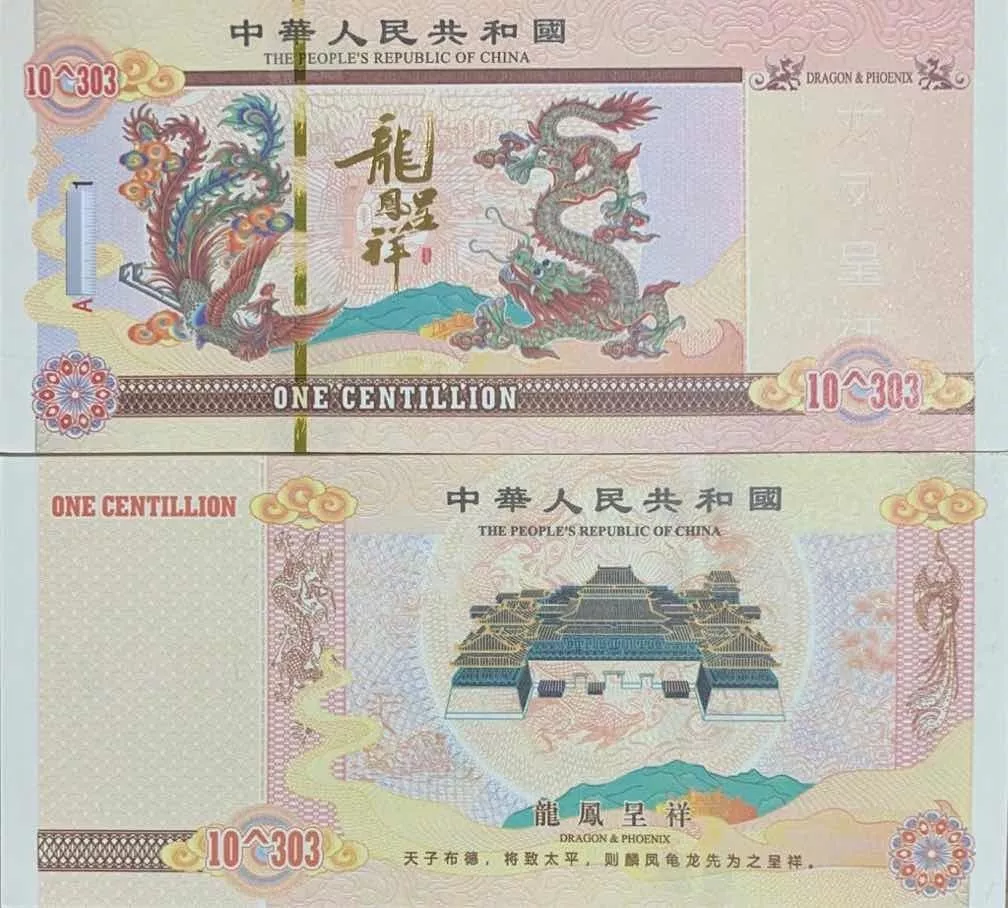 中華人民共和國
THE PEOPLE'S REPUBLIC OF CHINA
10^303
DRAGON & PHOENIX
龍
鳳呈
祥
1
A
ONE CENTILLION
10^303
ONE CENTILLION
中華人民共和國
THE PEOPLE'S REPUBLIC OF CHINA
龍鳳呈祥
DRAGON & PHOENIX
10^303
天子布德，将致太平，则麟凤龟龙先为之呈祥。